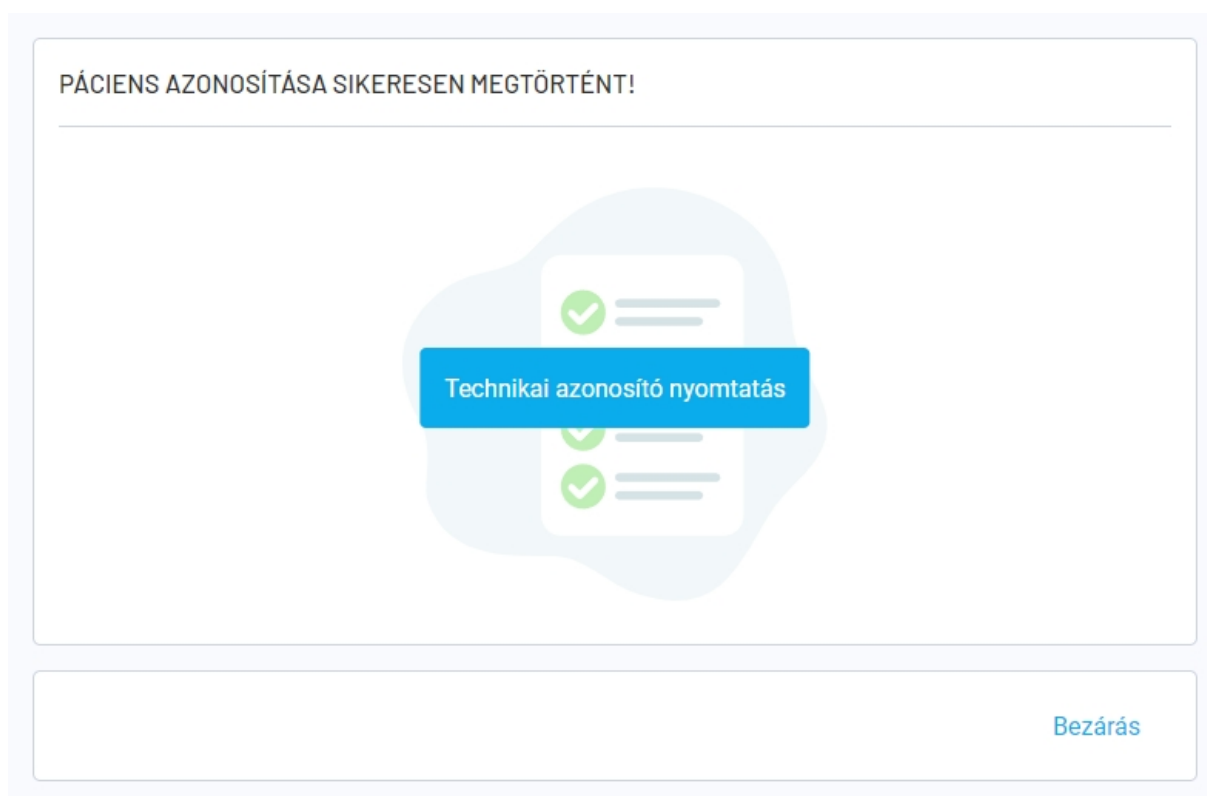 PÁCIENS AZONOSÍTÁSA SIKERESEN MEGTÖRTÉNT!
Technikai azonosító nyomtatás
Bezárás